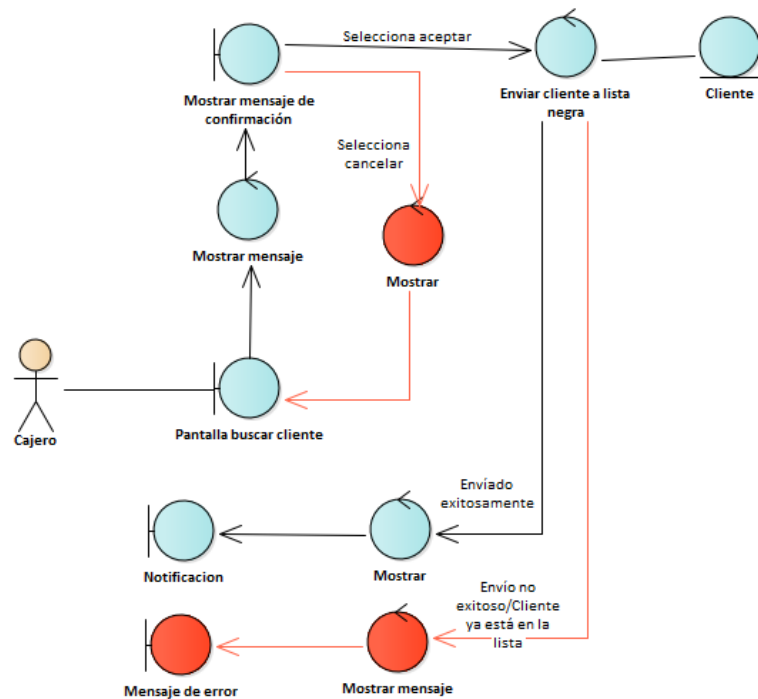 Selecciona aceptar
Mostrar mensaje de
confirmación
Enviar cliente a lista
negra
Cliente
Selecciona
cancelar
Mostrar mensaje
Mostrar
Cajero
Pantalla buscar cliente
Envíado
exitosamente
Notificacion
Mostrar
Envío no
exitoso/Cliente
ya está en la
lista
Mensaje de error
Mostrar mensaje